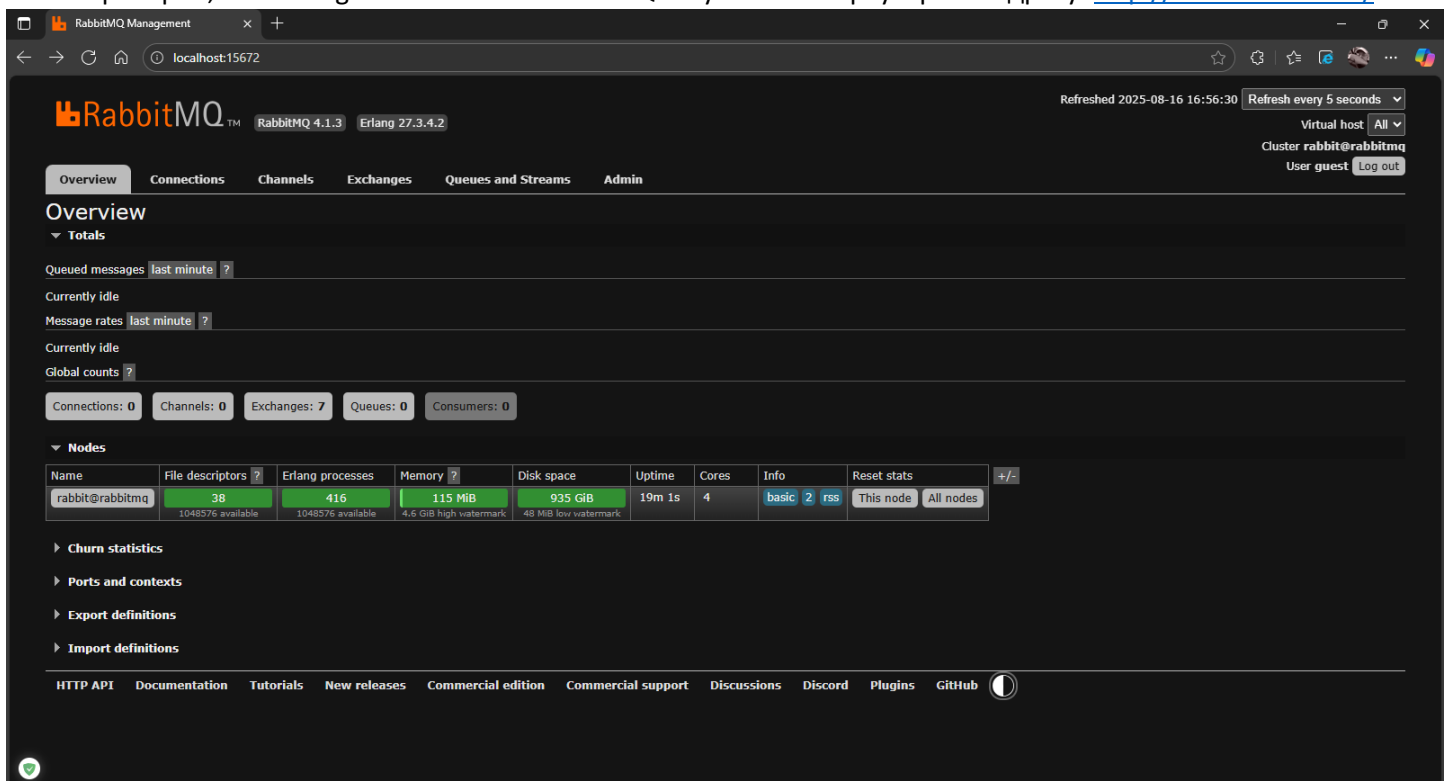 RabbitMQ Management
localhost:15672
RabbitMQ TM RabbitMQ 4.1.3 Erlang 27.3.4.2
Refreshed 2025-08-16 16:56:30 Refresh every 5 seconds
Virtual host All
Cluster rabbit@rabbitmq
User guest Log out
Overview Connections Channels Exchanges Queues and Streams Admin
Overview
Totals
Queued messages last minute ?
Currently idle
Message rates last minute ?
Currently idle
Global counts ?
Connections: 0 Channels: 0 Exchanges: 7 Queues: 0 Consumers: 0
Nodes
Name File descriptors ? Erlang processes Memory ? Disk space Uptime Cores Info Reset stats +/-
rabbit@rabbitmq 38 416 115 MiB 935 GiB 19m 1s 4 basic 2 rss This node All nodes
1048576 available 1048576 available 4.6 GiB high watermark 48 MiB low watermark
Churn statistics
Ports and contexts
Export definitions
Import definitions
HTTP API Documentation Tutorials New releases Commercial edition Commercial support Discussions Discord Plugins GitHub